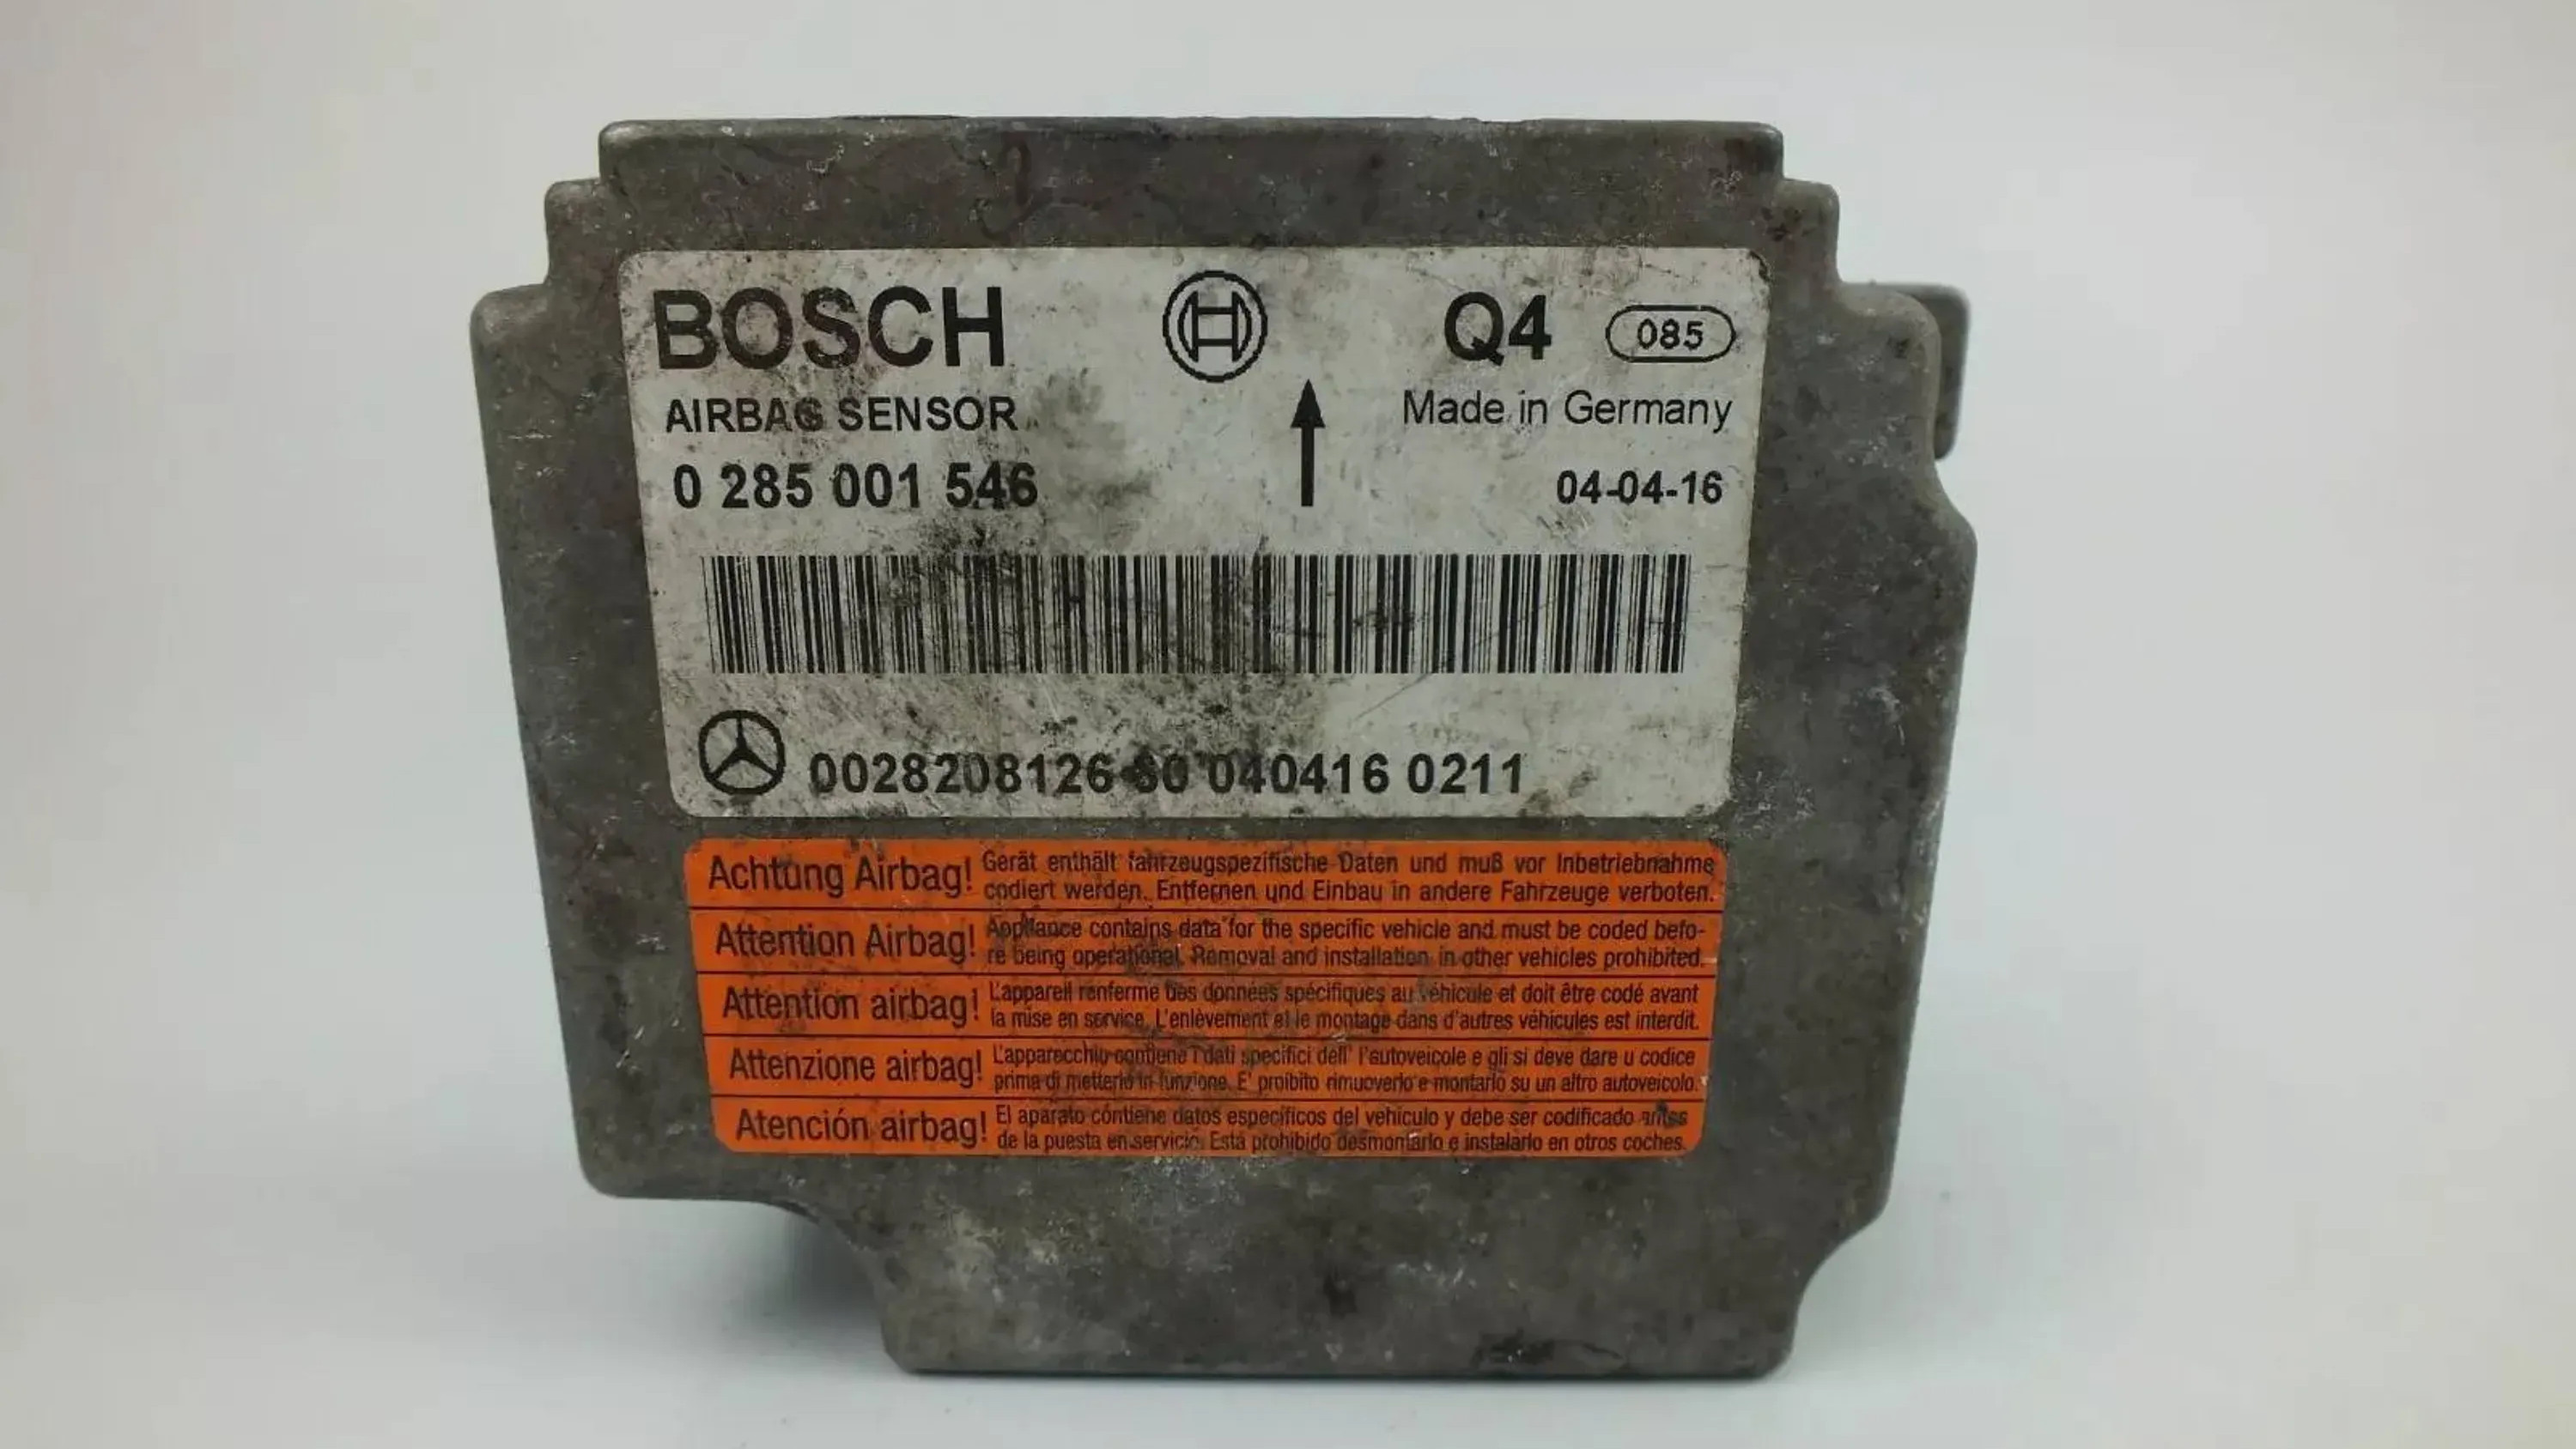 BOSCH Q4 085
AIRBAG SENSOR Made in Germany
0 285 001 546 04-04-16
0028208126 040416 0211
Achtung Airbag! Gerät enthält fahrzeugspezifische Daten und muß vor Inbetriebnahme
codiert werden. Entfernen und Einbau in andere Fahrzeuge verboten.
Attention Airbag! Appliance contains data for the specific vehicle and must be coded befo-
re being operational. Removal and installation in other vehicles prohibited.
Attention airbag! L'appareil renferme des données spécifiques au véhicule et doit être codé avant
la mise en service. L'enlèvement et le montage dans d'autres véhicules est interdit.
Attenzione airbag! L'apparecchio contiene i dati specifici dell' l'autoveicole e gli si deve dare u codice
prima di metterlo in funzione. E' proibito rimuoverlo e montarlo su un altro autoveicolo.
Atención airbag! El aparato contiene datos específicos del vehículo y debe ser codificado antes
de la puesta en servicio. Está prohibido desmontarlo e instalarlo en otros coches.